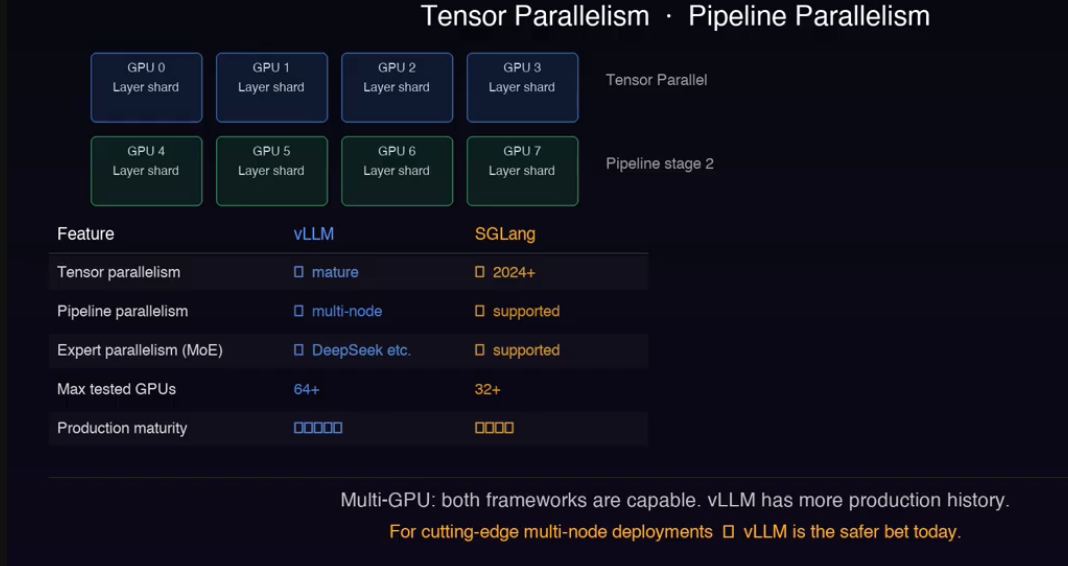 Tensor Parallelism · Pipeline Parallelism
GPU 0 GPU 1 GPU 2 GPU 3
Layer shard Layer shard Layer shard Layer shard
Tensor Parallel
GPU 4 GPU 5 GPU 6 GPU 7
Layer shard Layer shard Layer shard Layer shard
Pipeline stage 2
Feature vLLM SGLang
Tensor parallelism □ mature □ 2024+
Pipeline parallelism □ multi-node □ supported
Expert parallelism (MoE) □ DeepSeek etc. □ supported
Max tested GPUs 64+ 32+
Production maturity □□□□□ □□□□
Multi-GPU: both frameworks are capable. vLLM has more production history.
For cutting-edge multi-node deployments □ vLLM is the safer bet today.